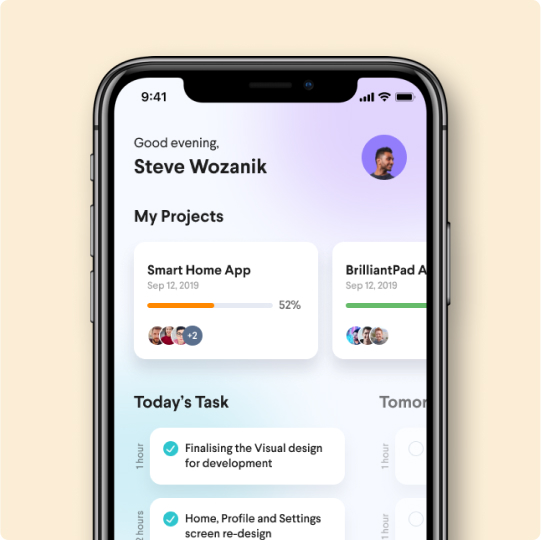 9:41
Good evening,
Steve Wozanik
My Projects
Smart Home App
Sep 12, 2019
52%
+2
BrilliantPad A
Sep 12, 2019
Today's Task
Tomor
1 hour
Finalising the Visual design
for development
1 hour
2 hours
Home, Profile and Settings
screen re-design
1 hour